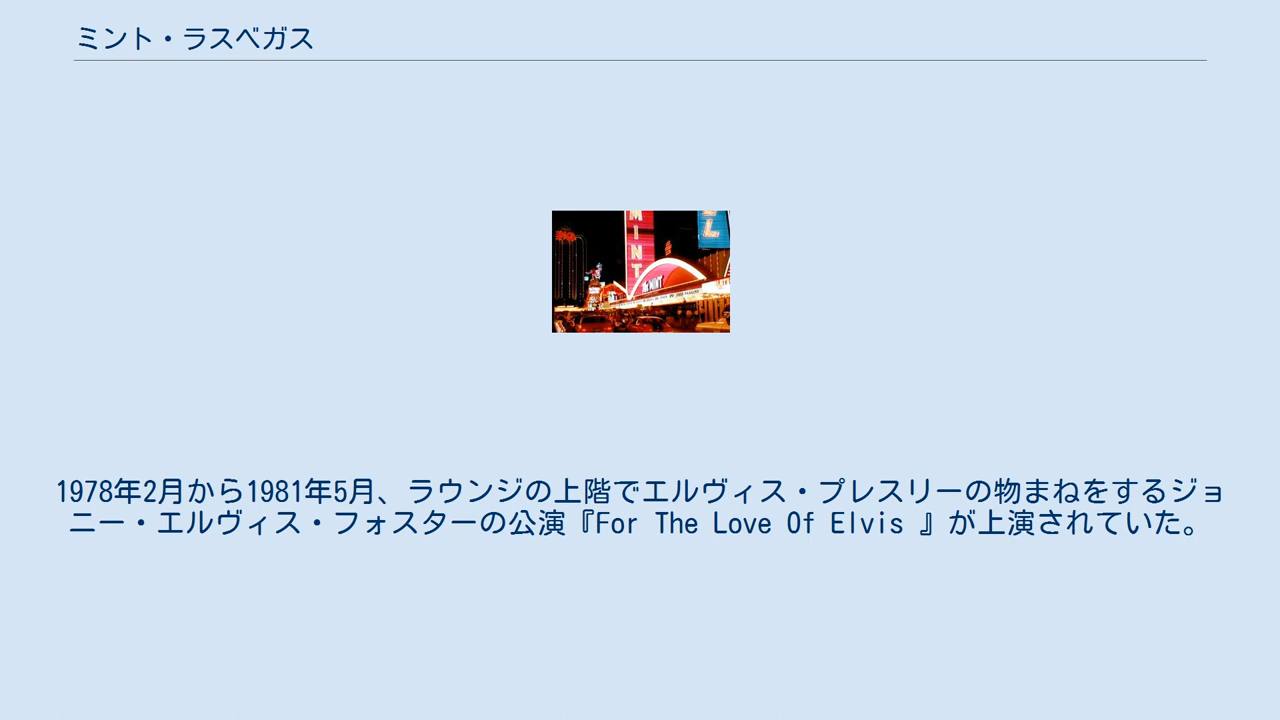 ミント・ラスベガス
MINT
The MINT
1978年2月から1981年5月、ラウンジの上階でエルヴィス・プレスリーの物まねをするジョ
ニー・エルヴィス・フォスターの公演『For The Love Of Elvis 』が上演されていた。